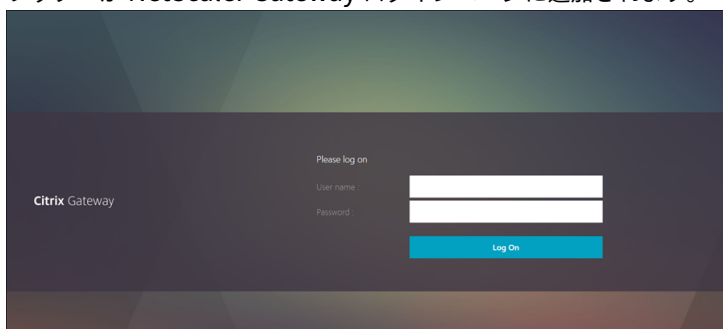 Please log on
User name :
Citrix Gateway
Password :
Log On